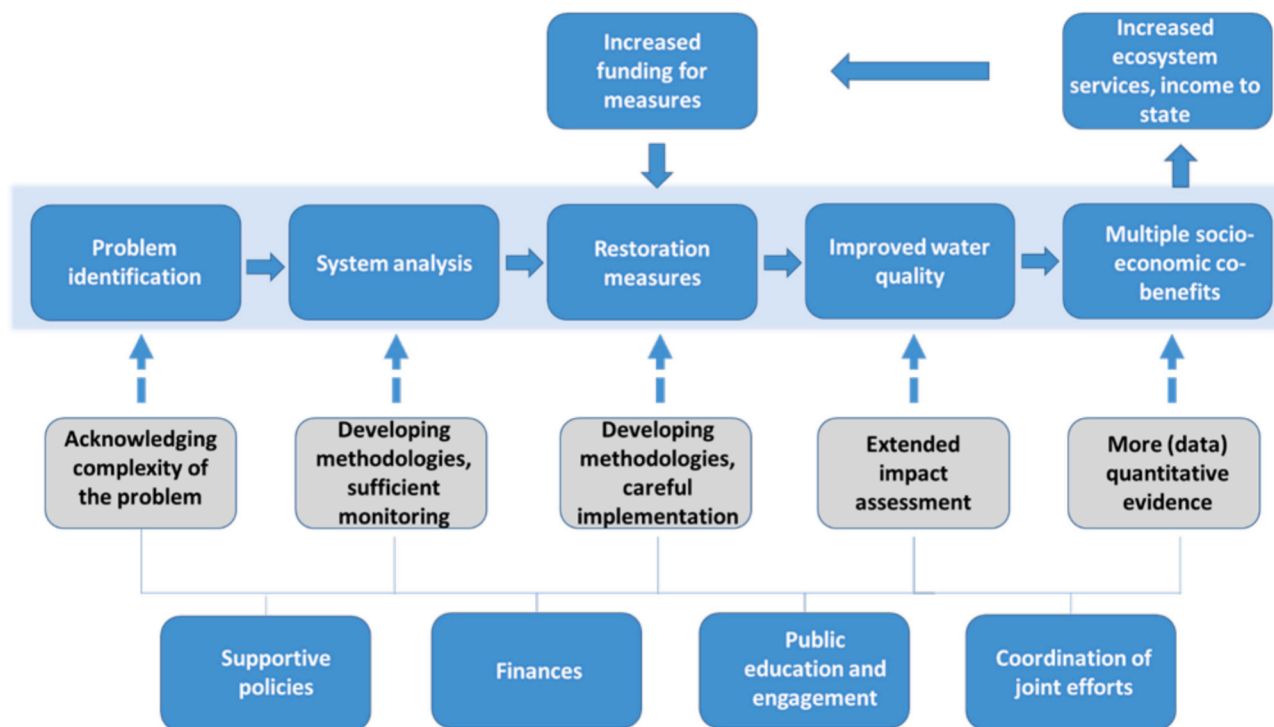 Increased
funding for
measures
Increased
ecosystem
services, income to
state
Problem
identification
System analysis
Restoration
measures
Improved water
quality
Multiple socio-
economic co-
benefits
Acknowledging
complexity of
the problem
Developing
methodologies,
sufficient
monitoring
Developing
methodologies,
careful
implementation
Extended
impact
assessment
More (data)
quantitative
evidence
Supportive
policies
Finances
Public
education and
engagement
Coordination of
joint efforts